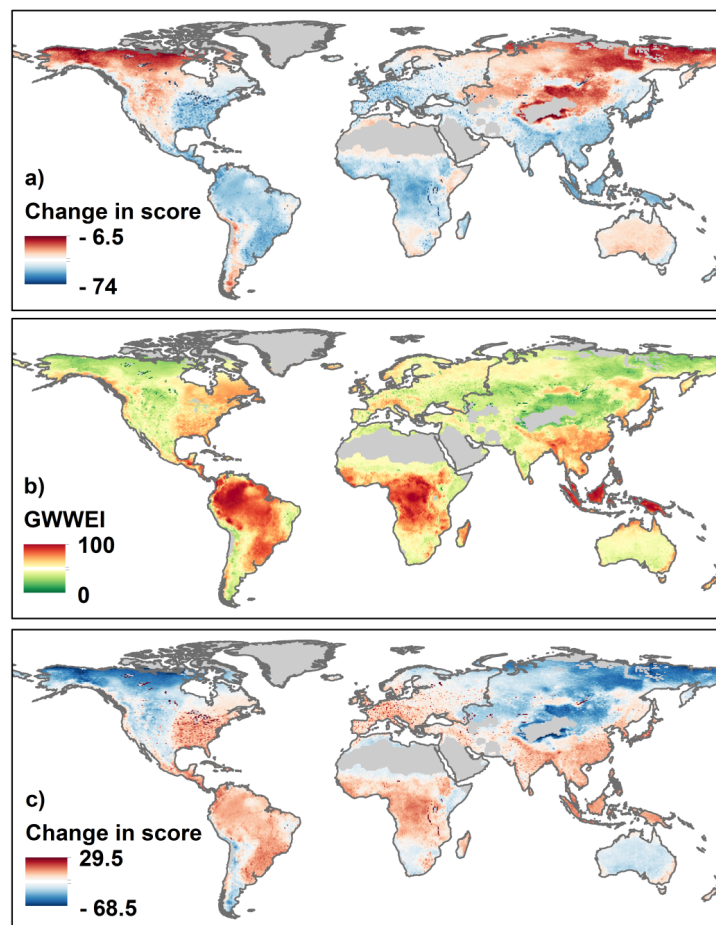 a)
Change in score
- 6.5
- 74
b)
GWWEI
100
0
c)
Change in score
29.5
- 68.5